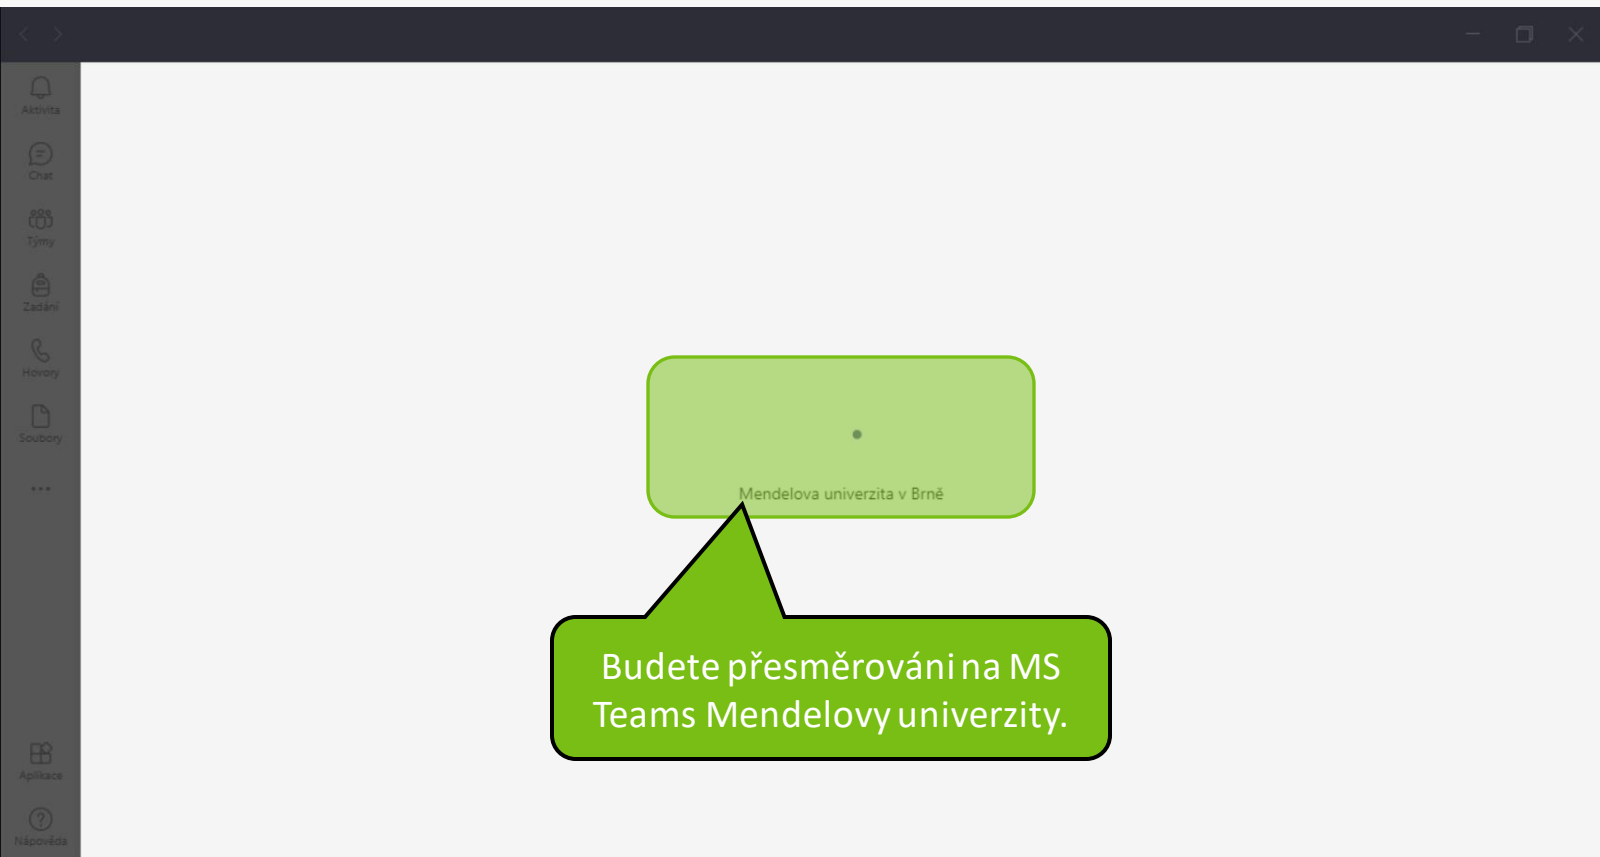 Aktivita
Chat
Týmy
Zadání
Hovory
Soubory
Mendelova univerzita v Brně
Budete přesměrováni na MS
Teams Mendelovy univerzity.
Aplikace
Nápověda